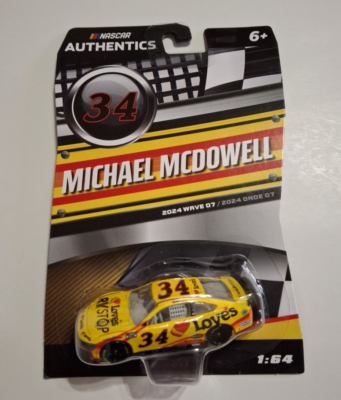 NASCAR
AUTHENTICS
6+
34
MICHAEL MCDOWELL
2024 WAVE 07 / 2024 ONDE 07
34
Love's
RV STOP
34 Love's
1:64